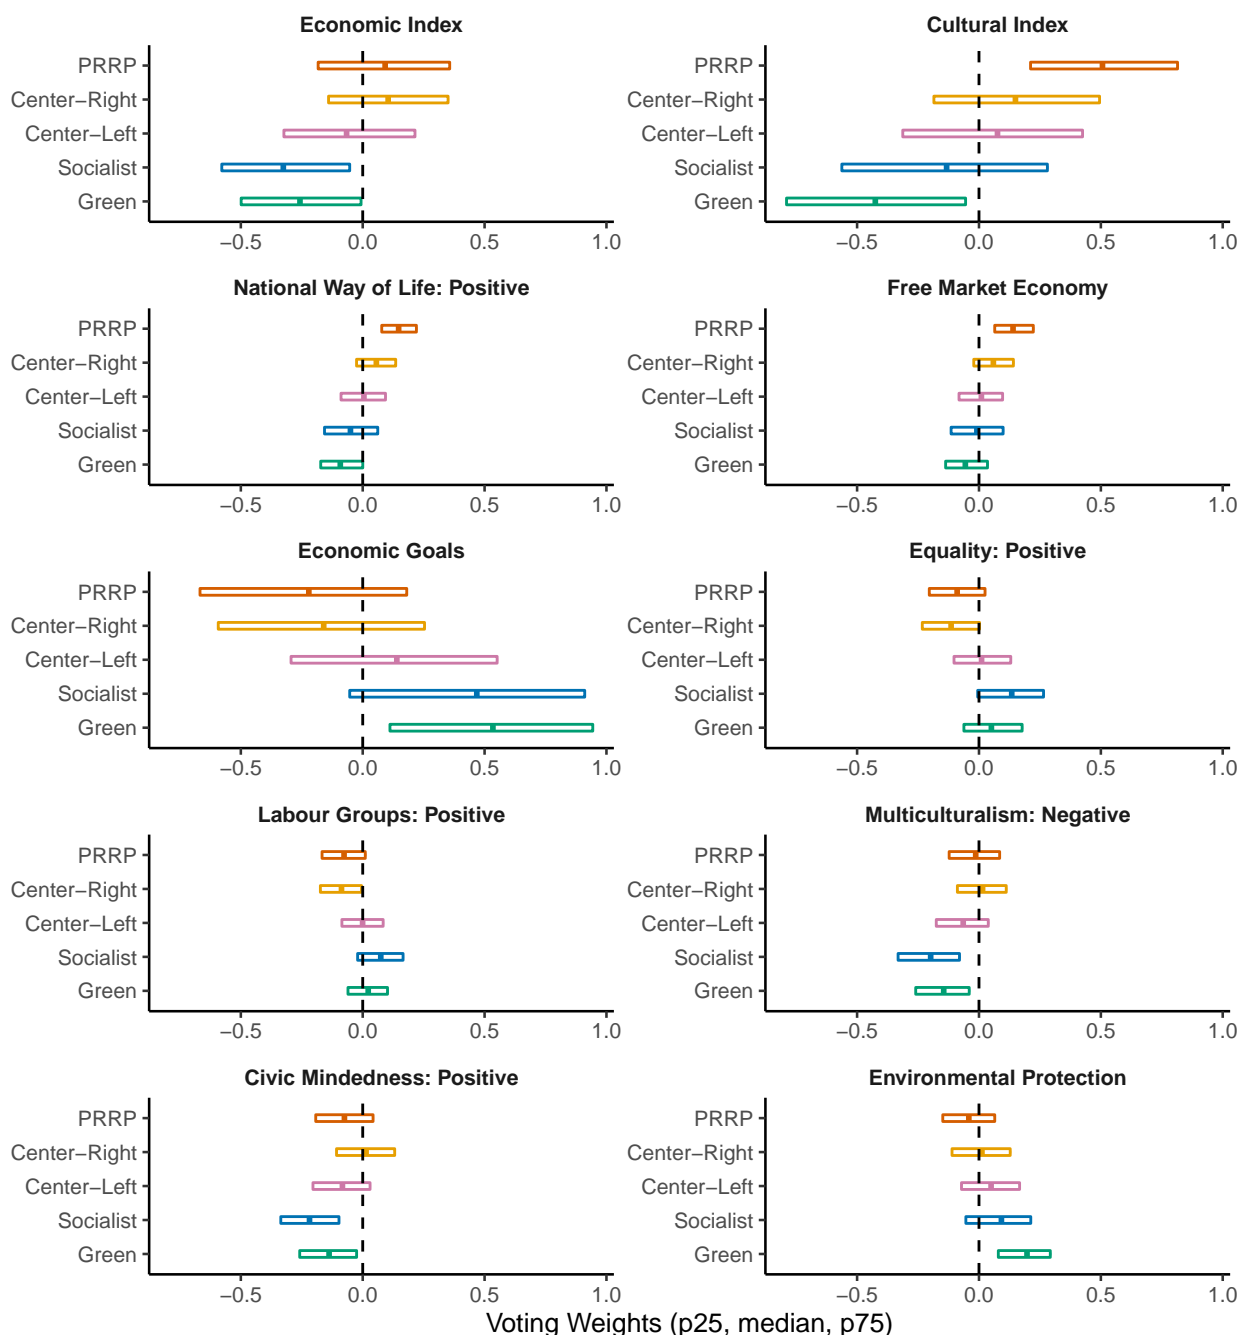 Economic Index
PRRP
Center−Right
Center−Left
Socialist
Green
−0.5 0.0 0.5 1.0
Cultural Index
PRRP
Center−Right
Center−Left
Socialist
Green
−0.5 0.0 0.5 1.0
National Way of Life: Positive
PRRP
Center−Right
Center−Left
Socialist
Green
−0.5 0.0 0.5 1.0
Free Market Economy
PRRP
Center−Right
Center−Left
Socialist
Green
−0.5 0.0 0.5 1.0
Economic Goals
PRRP
Center−Right
Center−Left
Socialist
Green
−0.5 0.0 0.5 1.0
Equality: Positive
PRRP
Center−Right
Center−Left
Socialist
Green
−0.5 0.0 0.5 1.0
Labour Groups: Positive
PRRP
Center−Right
Center−Left
Socialist
Green
−0.5 0.0 0.5 1.0
Multiculturalism: Negative
PRRP
Center−Right
Center−Left
Socialist
Green
−0.5 0.0 0.5 1.0
Civic Mindedness: Positive
PRRP
Center−Right
Center−Left
Socialist
Green
−0.5 0.0 0.5 1.0
Environmental Protection
PRRP
Center−Right
Center−Left
Socialist
Green
−0.5 0.0 0.5 1.0
Voting Weights (p25, median, p75)